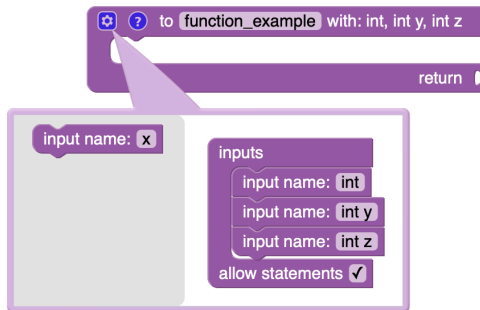 ? to function_example with: int, int y, int z
return
input name: x
inputs
input name: int
input name: int y
input name: int z
allow statements ✓